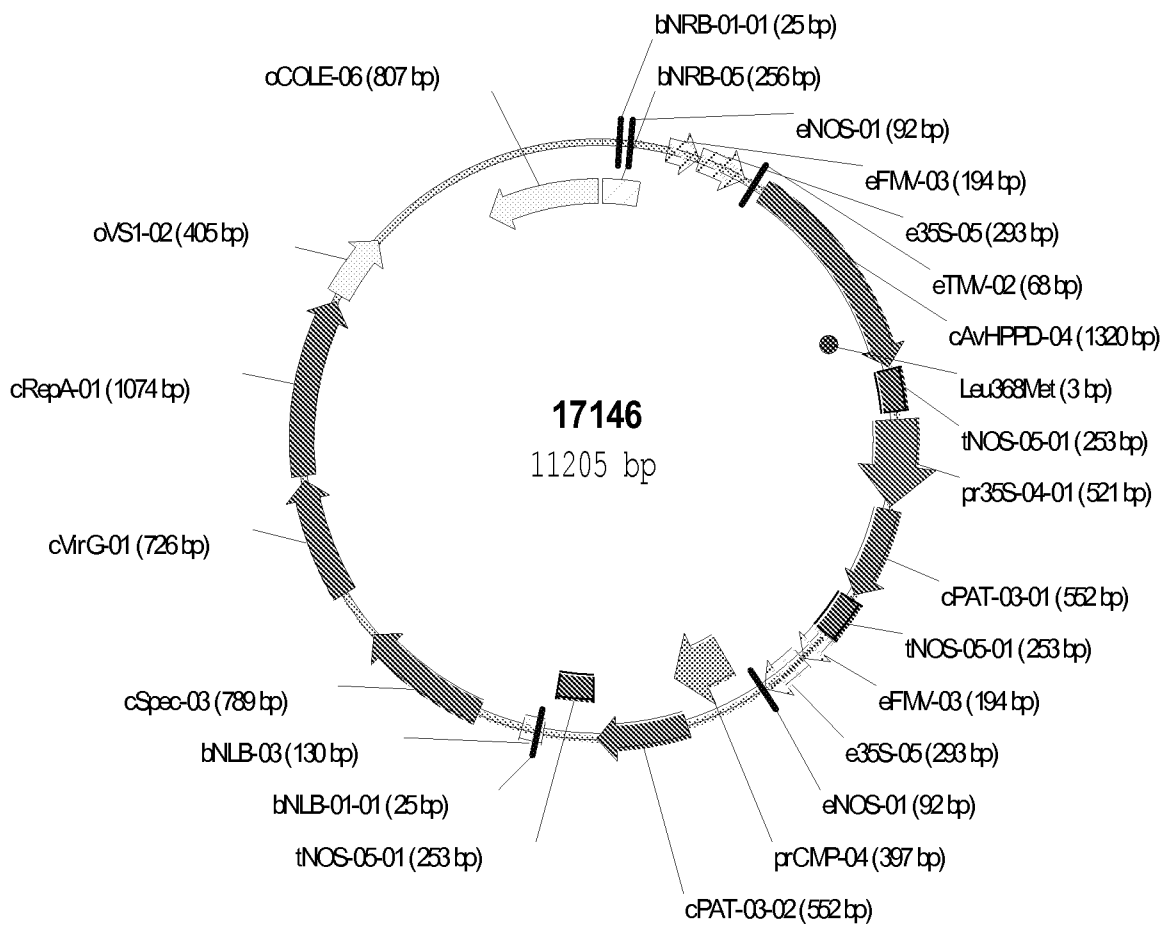 bNRB-01-01 (25 bp)
oCOLE-06 (807 bp)
bNRB-05 (256 bp)
eNOS-01 (92 bp)
eFMV-03 (194 bp)
oVS1-02 (405 bp)
e35S-05 (293 bp)
eTMV-02 (68 bp)
cAvHPPD-04 (1320 bp)
cRepA-01 (1074 bp)
Leu368Met (3 bp)
17146
tNOS-05-01 (253 bp)
11205 bp
pr35S-04-01 (521 bp)
cVirG-01 (726 bp)
cPAT-03-01 (552 bp)
tNOS-05-01 (253 bp)
cSpec-03 (789 bp)
eFMV-03 (194 bp)
bNLB-03 (130 bp)
e35S-05 (293 bp)
bNLB-01-01 (25 bp)
eNOS-01 (92 bp)
tNOS-05-01 (253 bp)
prCMP-04 (397 bp)
cPAT-03-02 (552 bp)